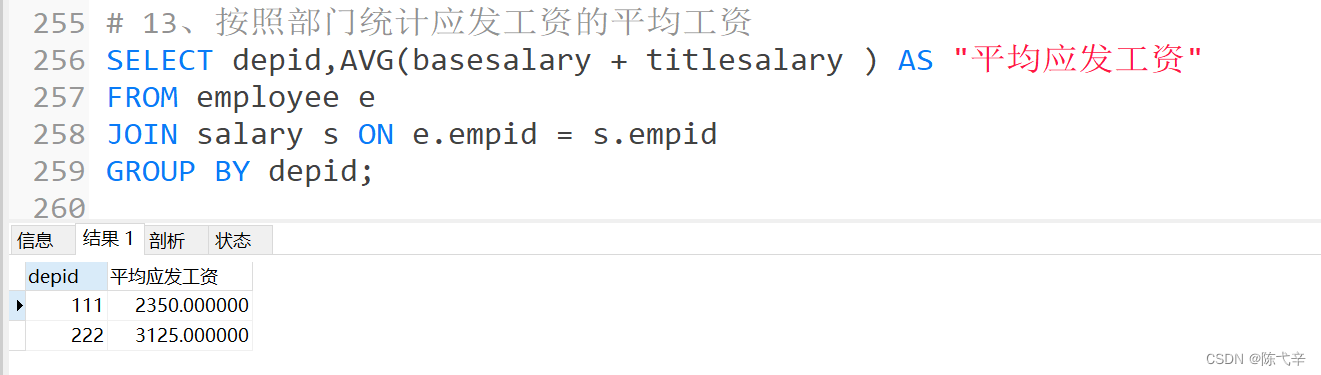 255 # 13、按照部门统计应发工资的平均工资
256 SELECT depid,AVG(basesalary + titlesalary ) AS "平均应发工资"
257 FROM employee e
258 JOIN salary s ON e.empid = s.empid
259 GROUP BY depid;
260
信息 结果 1 剖析 状态
depid 平均应发工资
111 2350.000000
222 3125.000000
CSDN @陈弋辛